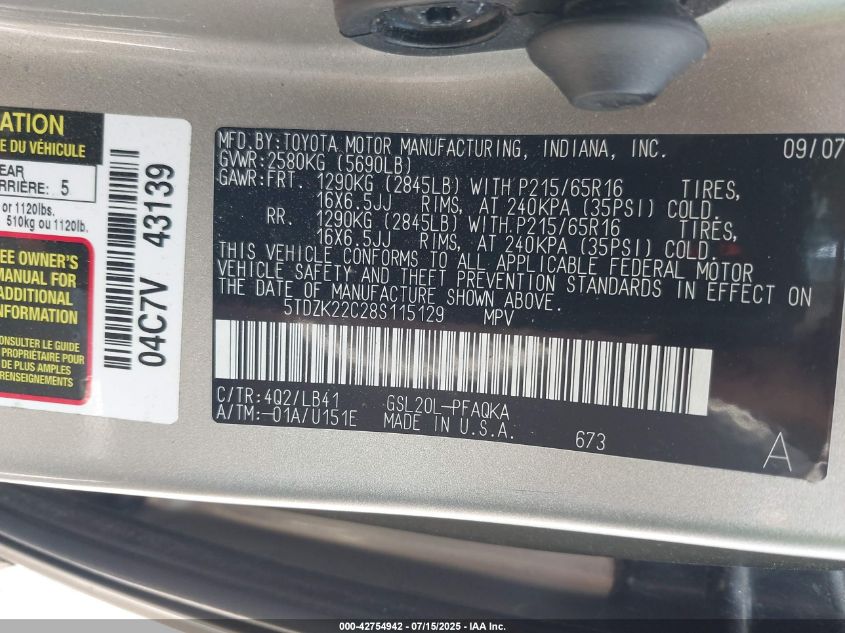 ATION
E DU VÉHICULE
EAR
RRIÈRE: 5
or 1120lbs.
510kg ou 1120lb.
EE OWNER'S
MANUAL FOR
ADDITIONAL
INFORMATION
ONSULTER LE GUIDE
PROPRIÉTAIRE POUR
E PLUS AMPLES
RENSEIGNEMENTS
04C7V 43139
MFD.BY:TOYOTA MOTOR MANUFACTURING, INDIANA, INC. 09/07
GVWR:2580KG (5690LB)
GAWR:FRT. 1290KG (2845LB) WITH P215/65R16 TIRES,
16X6.5JJ RIMS, AT 240KPA (35PSI) COLD.
RR. 1290KG (2845LB) WITH.P215/65R16 TIRES,
16X6.5JJ RIMS, AT 240KPA (35PSI) COLD.
THIS VEHICLE CONFORMS TO ALL APPLICABLE FEDERAL MOTOR
VEHICLE SAFETY AND THEFT PREVENTION STANDARDS IN EFFECT ON
THE DATE OF MANUFACTURE SHOWN ABOVE.
5TDZK22C28S115129 MPV
C/TR:4Q2/LB41 GSL20L-PFAQKA
A/TM:-01A/U151E MADE IN U.S.A. 673
A
000-42754942 - 07/15/2025 - IAA Inc.